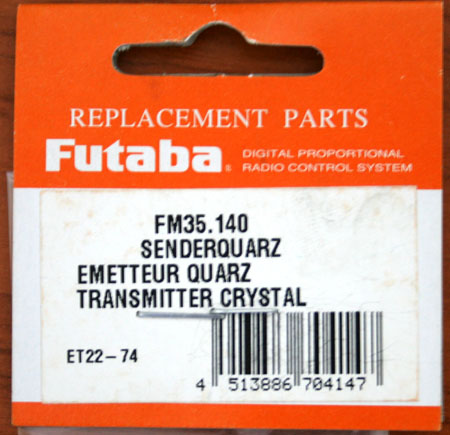 REPLACEMENT PARTS
Futaba® DIGITAL PROPORTIONAL
RADIO CONTROL SYSTEM
FM35.140
SENDERQUARZ
EMETTEUR QUARZ
TRANSMITTER CRYSTAL
ET22-74
4 513886 704147